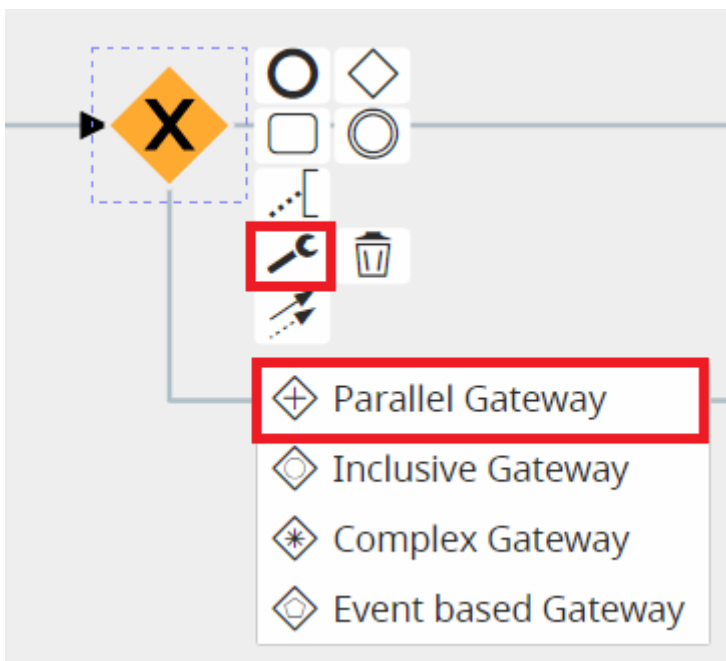 X
Parallel Gateway
Inclusive Gateway
Complex Gateway
Event based Gateway